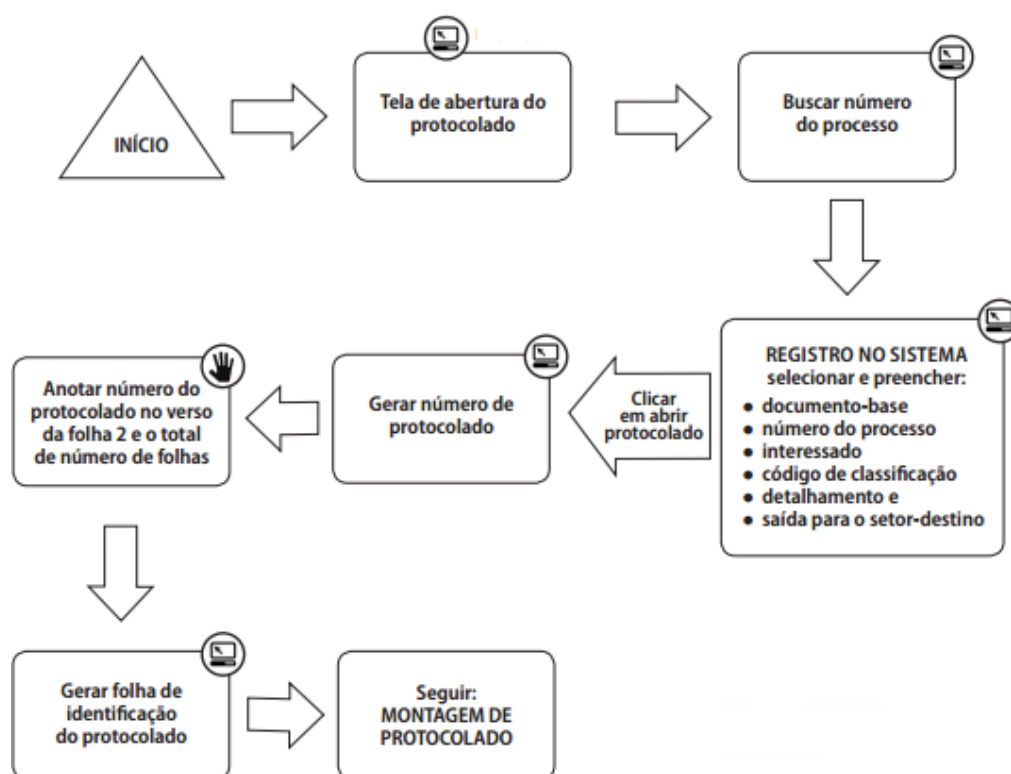 INÍCIO
Tela de abertura do
protocolado
Buscar número
do processo
REGISTRO NO SISTEMA
selecionar e preencher:
● documento-base
● número do processo
● interessado
● código de classificação
● detalhamento e
● saída para o setor-destino
Clicar
em abrir
protocolado
Gerar número de
protocolado
Anotar número do
protocolado no verso
da folha 2 e o total
de número de folhas
Gerar folha de
identificação
do protocolado
Seguir:
MONTAGEM DE
PROTOCOLADO